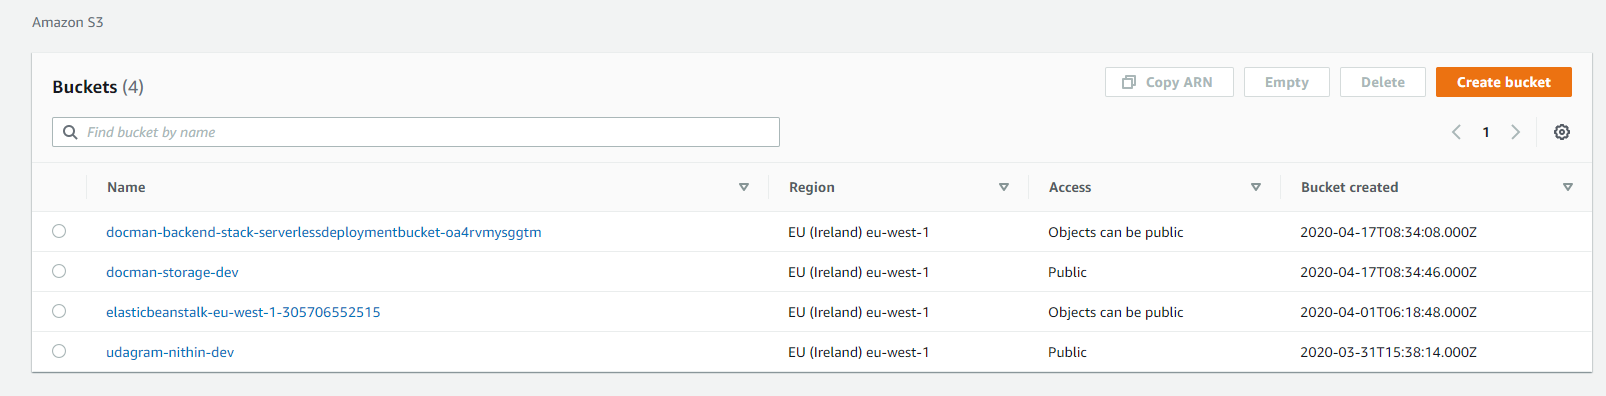 Amazon S3
Buckets (4)
Copy ARN Empty Delete Create bucket
Find bucket by name
1
Name Region Access Bucket created
docman-backend-stack-serverlessdeploymentbucket-oa4rvmysggtm EU (Ireland) eu-west-1 Objects can be public 2020-04-17T08:34:08.000Z
docman-storage-dev EU (Ireland) eu-west-1 Public 2020-04-17T08:34:46.000Z
elasticbeanstalk-eu-west-1-305706552515 EU (Ireland) eu-west-1 Objects can be public 2020-04-01T06:18:48.000Z
udagram-nithin-dev EU (Ireland) eu-west-1 Public 2020-03-31T15:38:14.000Z